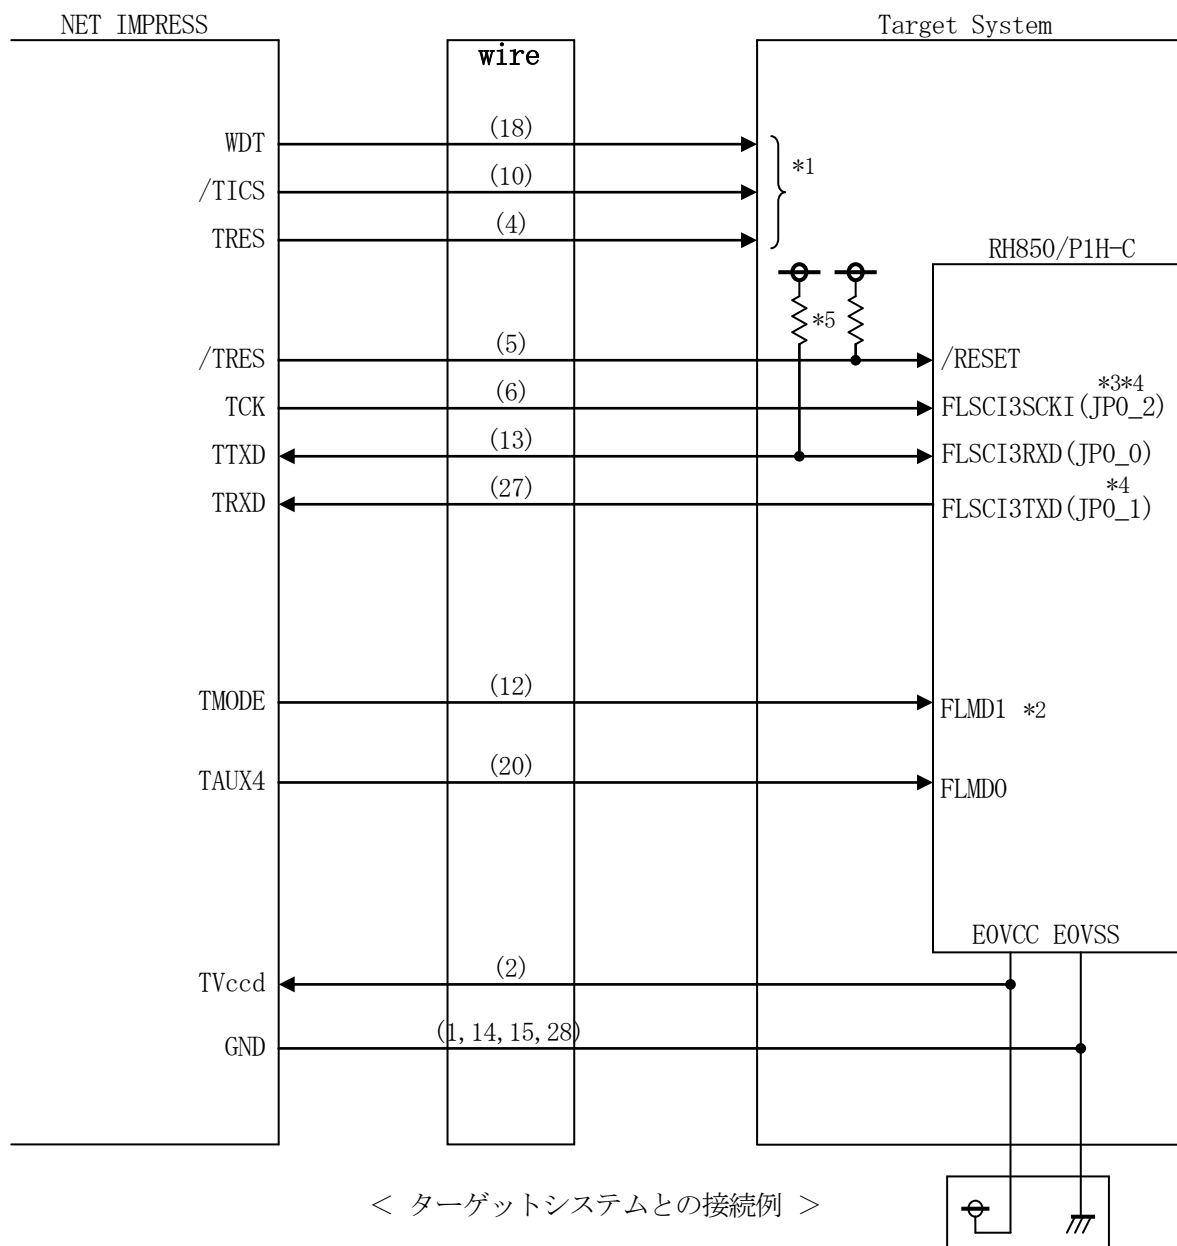 NET IMPRESS
wire
Target System
WDT
(18)
*1
/TICS
(10)
TRES
(4)
RH850/P1H-C
*5
/TRES
(5)
/RESET
*3*4
TCK
(6)
FLSCI3SCKI(JP0_2)
TTXD
(13)
FLSCI3RXD(JP0_0)
*4
TRXD
(27)
FLSCI3TXD(JP0_1)
TMODE
(12)
FLMD1 *2
TAUX4
(20)
FLMD0
E0VCC E0VSS
TVccd
(2)
GND
(1,14,15,28)
< ターゲットシステムとの接続例 >